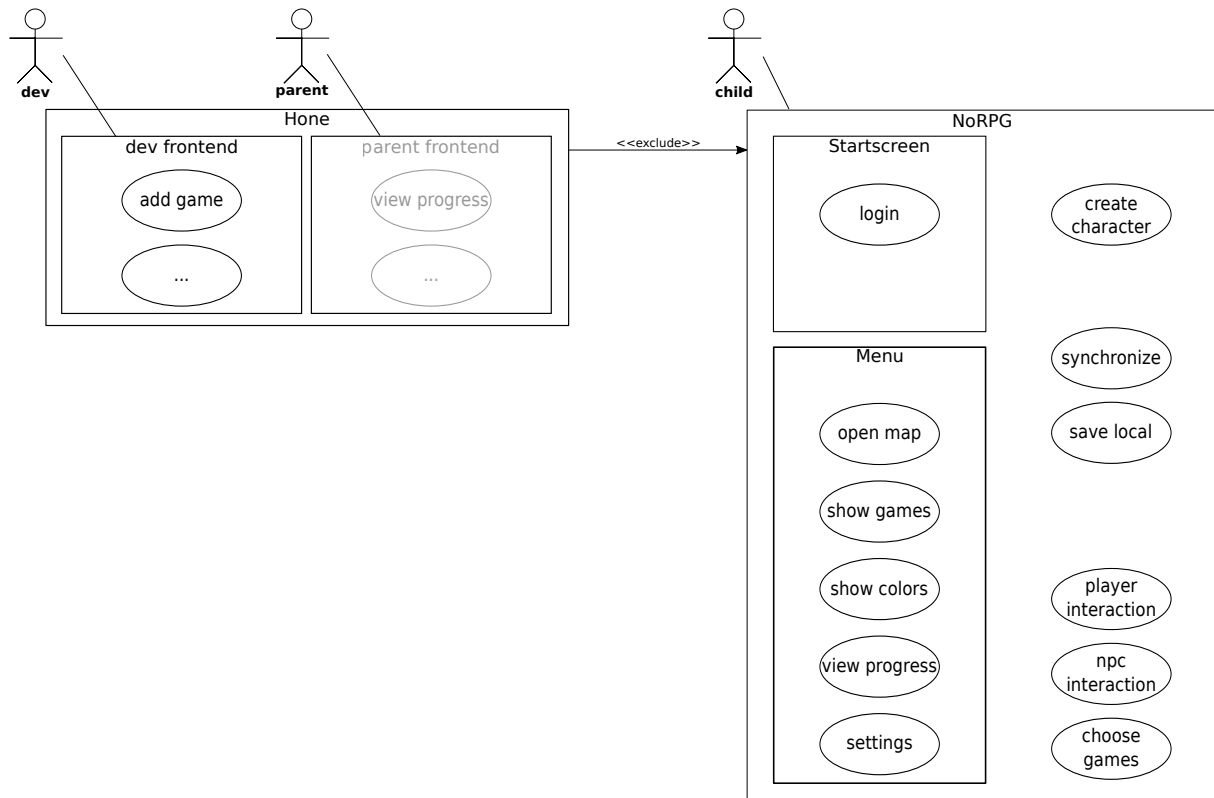 dev
parent
child
Hone
dev frontend
add game
...
parent frontend
view progress
...
<<exclude>>
NoRPG
Startscreen
login
Menu
open map
show games
show colors
view progress
settings
create
character
synchronize
save local
player
interaction
npc
interaction
choose
games